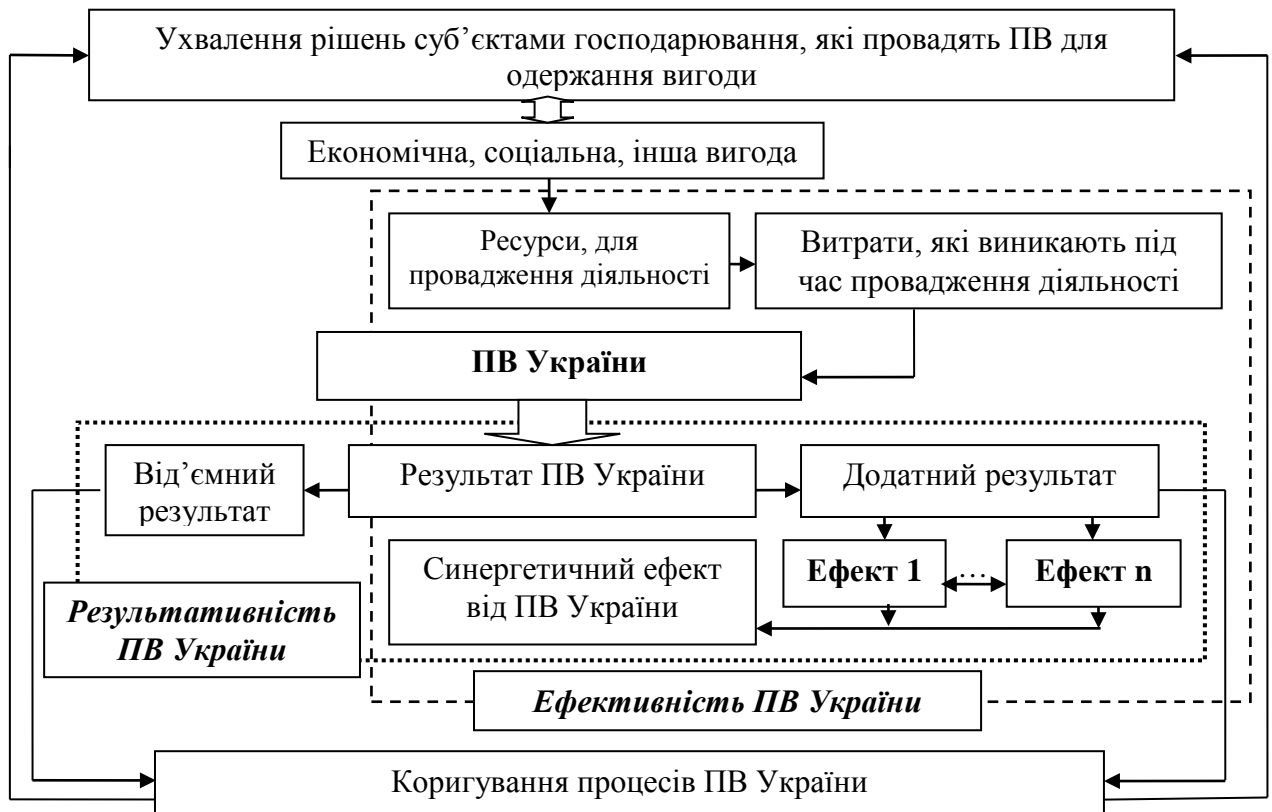 Ухвалення рішень суб’єктами господарювання, які провадять ПВ для
одержання вигоди
Економічна, соціальна, інша вигода
Ресурси, для
провадження діяльності
Витрати, які виникають під
час провадження діяльності
ПВ України
Від’ємний
результат
Результат ПВ України
Додатний результат
Синергетичний ефект
від ПВ України
Ефект 1
…
Ефект n
Результативність
ПВ України
Ефективність ПВ України
Коригування процесів ПВ України